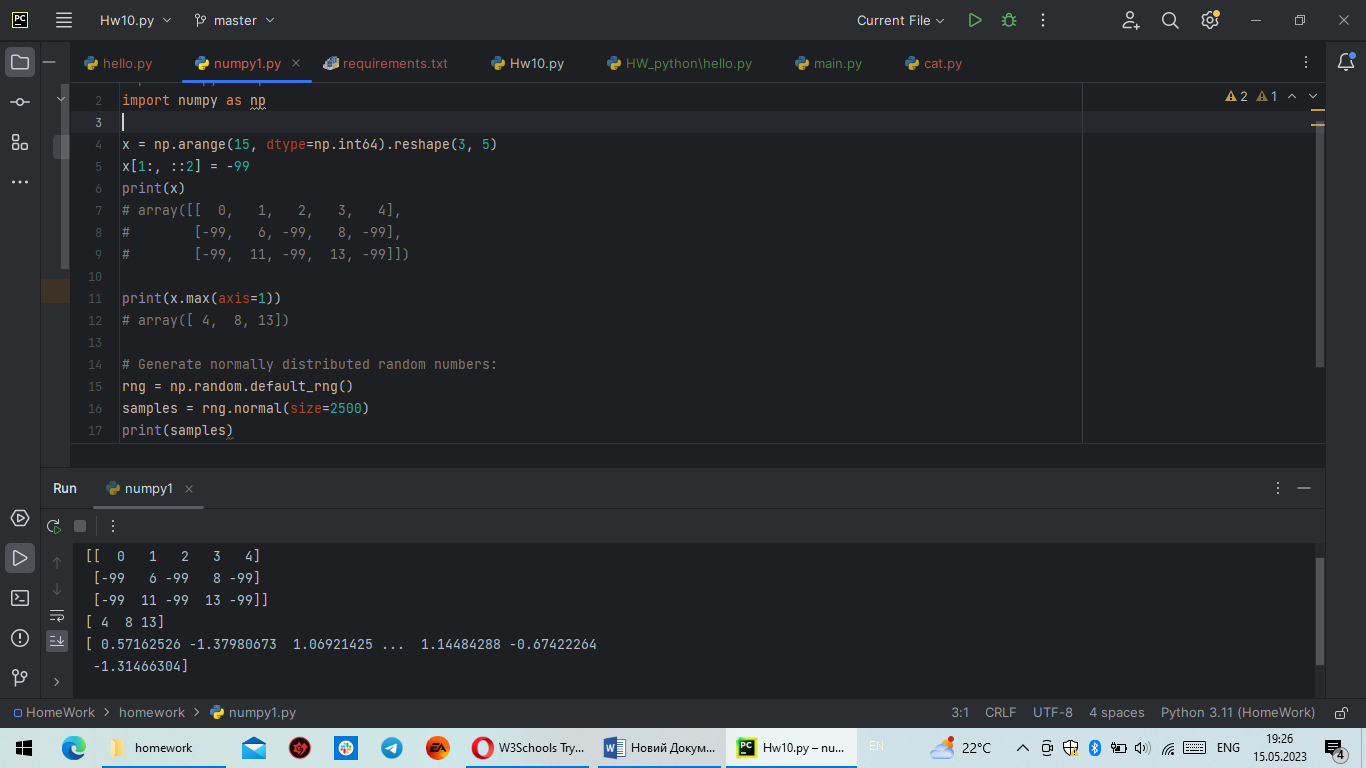 PC Hw10.py master Current File
hello.py numpy1.py requirements.txt Hw10.py HW_python\hello.py main.py cat.py
2 import numpy as np 2 1
3
4 x = np.arange(15, dtype=np.int64).reshape(3, 5)
5 x[1:, ::2] = -99
6 print(x)
7 # array([[  0,   1,   2,   3,   4],
8 #        [-99,   6, -99,   8, -99],
9 #        [-99,  11, -99,  13, -99]])
10
11 print(x.max(axis=1))
12 # array([ 4,  8, 13])
13
14 # Generate normally distributed random numbers:
15 rng = np.random.default_rng()
16 samples = rng.normal(size=2500)
17 print(samples)
Run numpy1
[[  0   1   2   3   4]
 [-99   6 -99   8 -99]
 [-99  11 -99  13 -99]]
[ 4  8 13]
[ 0.57162526 -1.37980673  1.06921425 ...  1.14484288 -0.67422264
 -1.31466304]
HomeWork > homework > numpy1.py 3:1 CRLF UTF-8 4 spaces Python 3.11 (HomeWork)
homework EA W3Schools Try... W Новий Докум... PC Hw10.py – nu... EN 22°C ENG 19:26
15.05.2023 4